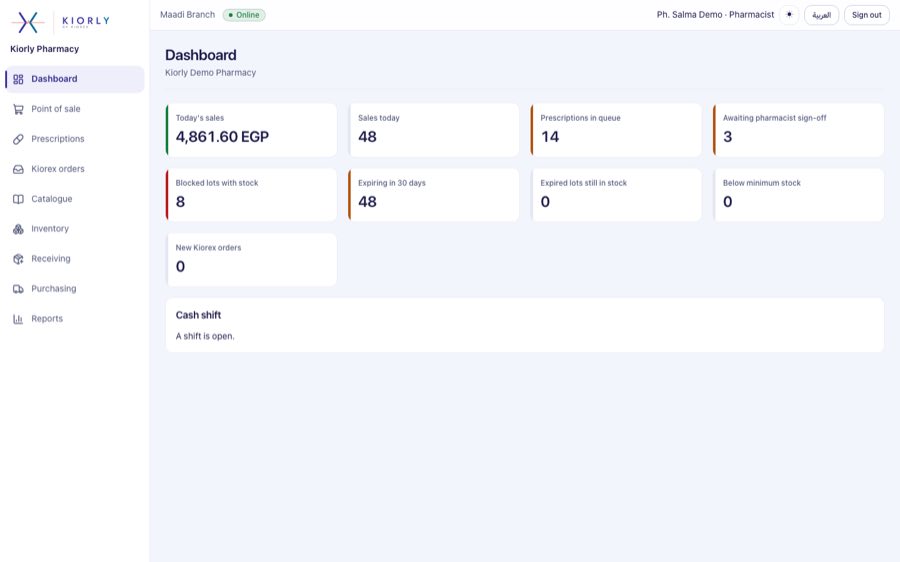 KIORLY
Kiorly Pharmacy
Dashboard
Point of sale
Prescriptions
Kiorex orders
Catalogue
Inventory
Receiving
Purchasing
Reports
Maadi Branch
Online
Ph. Salma Demo · Pharmacist
العربية
Sign out
Dashboard
Kiorly Demo Pharmacy
Today's sales
4,861.60 EGP
Sales today
48
Prescriptions in queue
14
Awaiting pharmacist sign-off
3
Blocked lots with stock
8
Expiring in 30 days
48
Expired lots still in stock
0
Below minimum stock
0
New Kiorex orders
0
Cash shift
A shift is open.